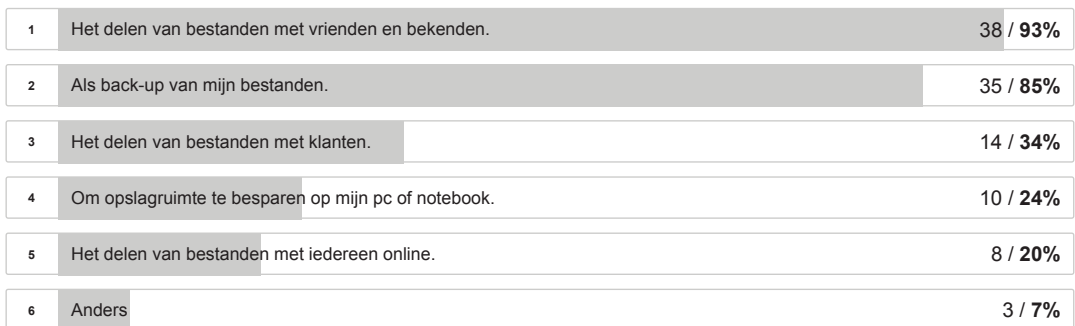 1 Het delen van bestanden met vrienden en bekenden. 38 / 93%
2 Als back-up van mijn bestanden. 35 / 85%
3 Het delen van bestanden met klanten. 14 / 34%
4 Om opslagruimte te besparen op mijn pc of notebook. 10 / 24%
5 Het delen van bestanden met iedereen online. 8 / 20%
6 Anders 3 / 7%